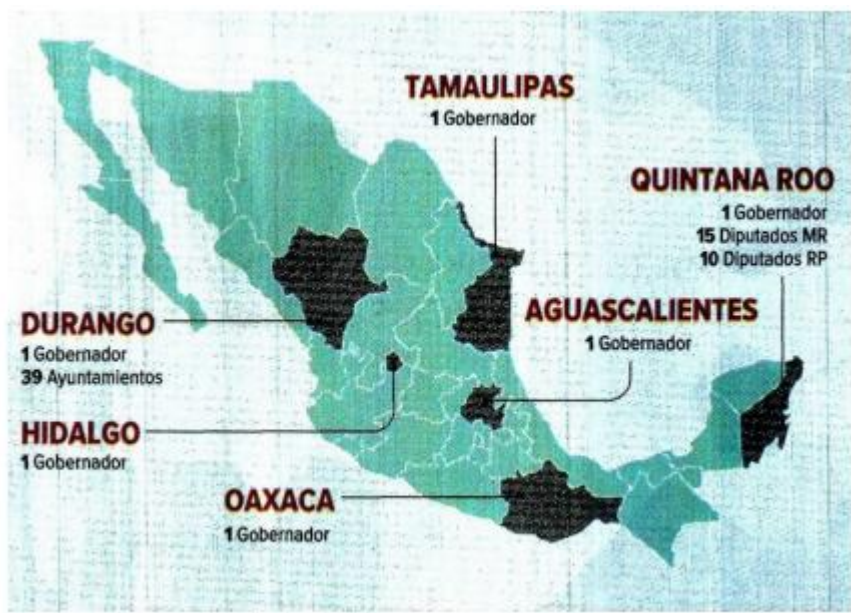 TAMAULIPAS
1 Gobernador
QUINTANA ROO
1 Gobernador
15 Diputados MR
10 Diputados RP
AGUASCALIENTES
1 Gobernador
DURANGO
1 Gobernador
39 Ayuntamientos
HIDALGO
1 Gobernador
OAXACA
1 Gobernador